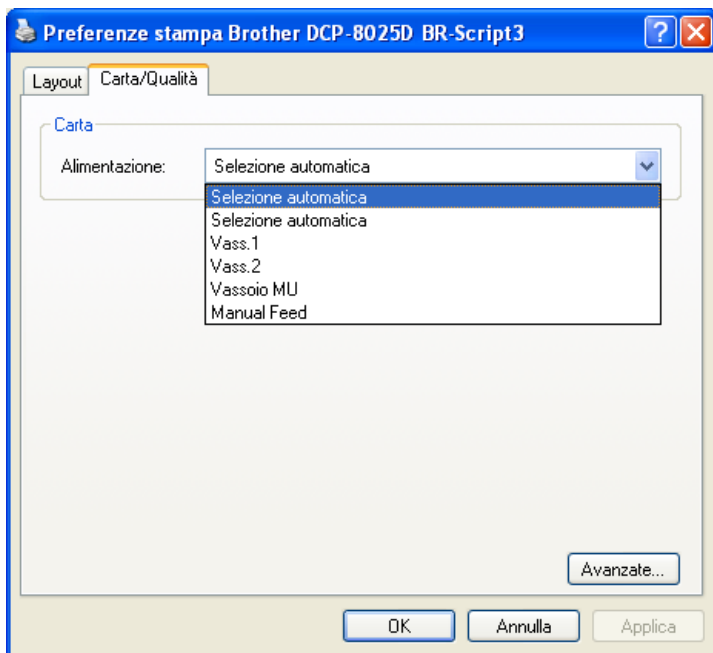 Preferenze stampa Brother DCP-8025D BR-Script3
Layout Carta/Qualità
Carta
Alimentazione: Selezione automatica
Selezione automatica
Selezione automatica
Vass.1
Vass.2
Vassoio MU
Manual Feed
Avanzate...
OK Annulla Applica